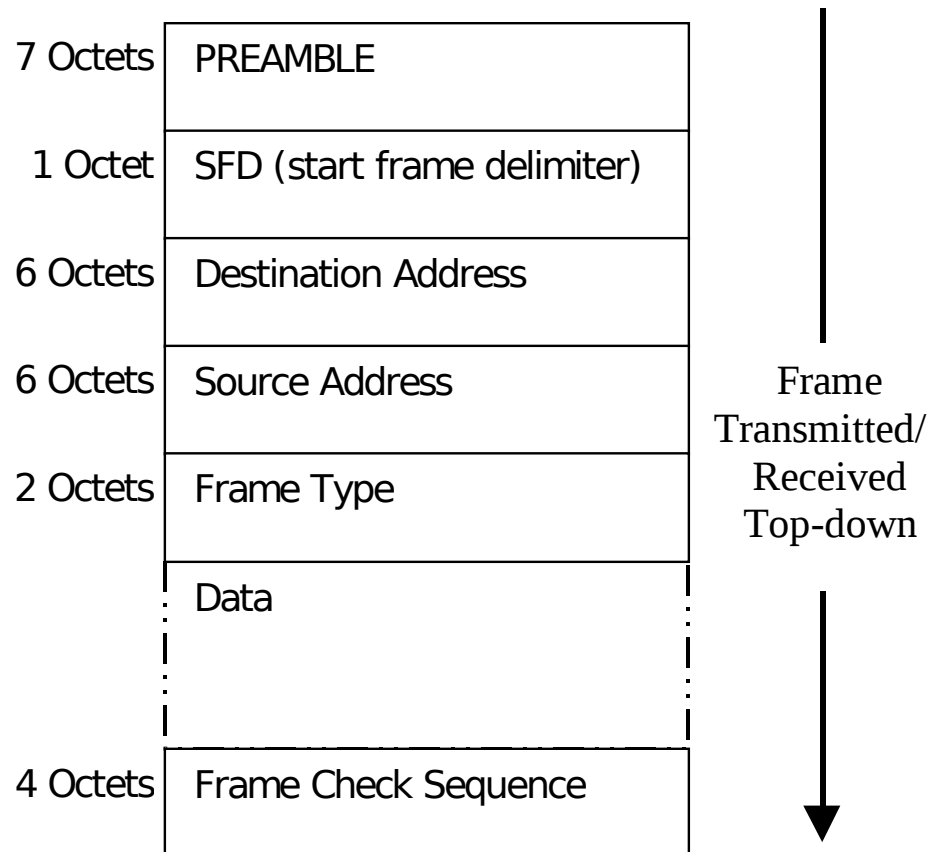 7 Octets PREAMBLE
1 Octet SFD (start frame delimiter)
6 Octets Destination Address
6 Octets Source Address
2 Octets Frame Type
Data
4 Octets Frame Check Sequence
Frame
Transmitted/
Received
Top-down